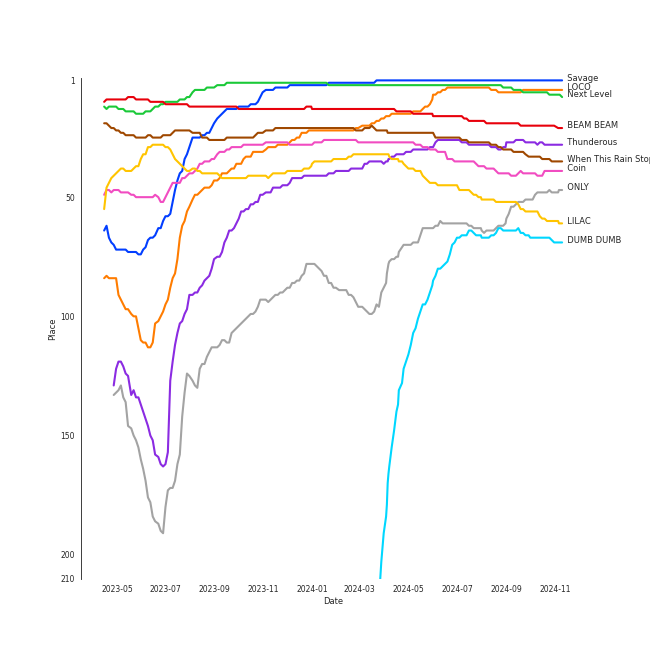 1
50
100
150
200
210
Place
2023-05
2023-07
2023-09
2023-11
2024-01
2024-03
2024-05
2024-07
2024-09
2024-11
Date
Savage
LOCO
Next Level
BEAM BEAM
Thunderous
When This Rain Stop
Coin
ONLY
LILAC
DUMB DUMB